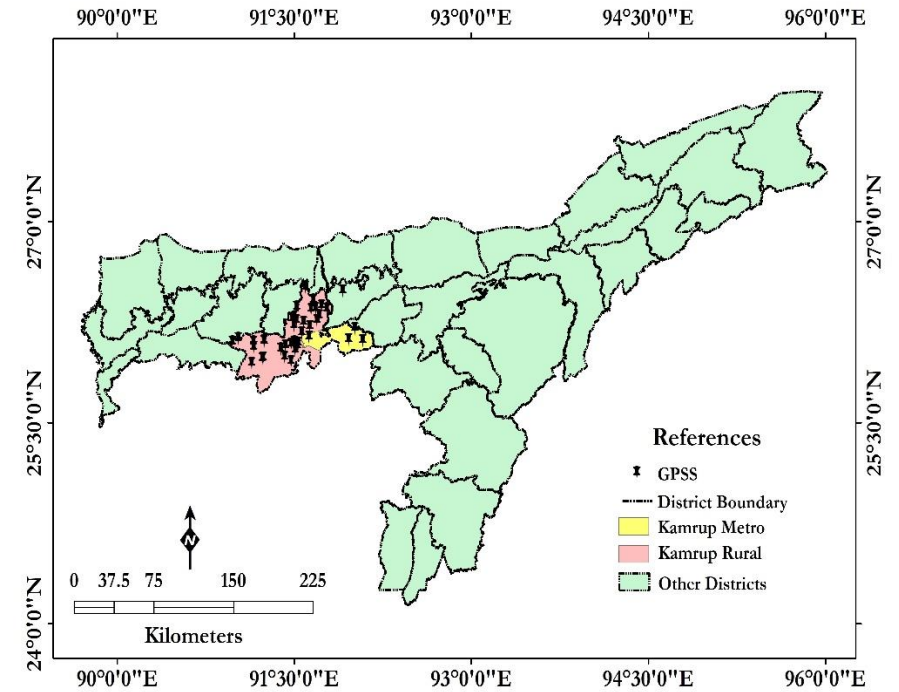 90°0'0"E 91°30'0"E 93°0'0"E 94°30'0"E 96°0'0"E
27°0'0"N
27°0'0"N
25°30'0"N
25°30'0"N
24°0'0"N
24°0'0"N
References
GPSS
District Boundary
Kamrup Metro
Kamrup Rural
Other Districts
N
0 37.5 75 150 225
Kilometers
90°0'0"E 91°30'0"E 93°0'0"E 94°30'0"E 96°0'0"E